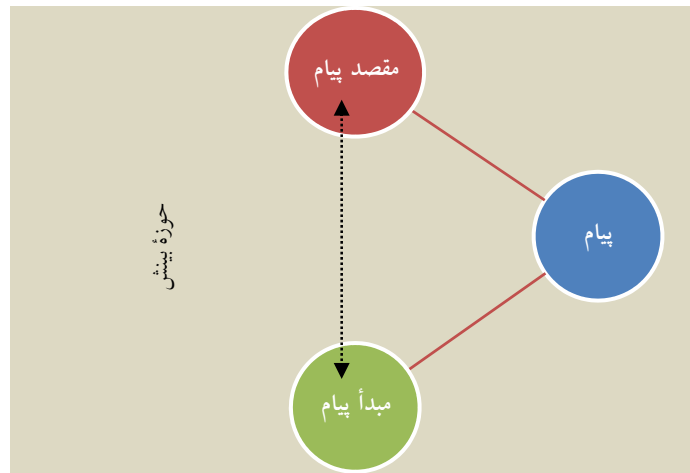 مقصد پیام
پیام
حوزهٔ بینش
مبدأ پیام